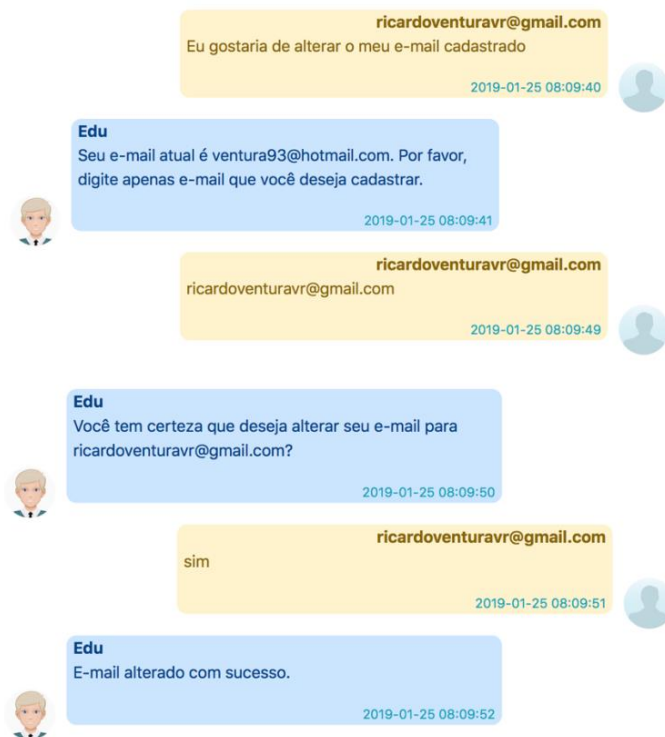 ricardoventuravr@gmail.com
Eu gostaria de alterar o meu e-mail cadastrado
2019-01-25 08:09:40
Edu
Seu e-mail atual é ventura93@hotmail.com. Por favor,
digite apenas e-mail que você deseja cadastrar.
2019-01-25 08:09:41
ricardoventuravr@gmail.com
ricardoventuravr@gmail.com
2019-01-25 08:09:49
Edu
Você tem certeza que deseja alterar seu e-mail para
ricardoventuravr@gmail.com?
2019-01-25 08:09:50
ricardoventuravr@gmail.com
sim
2019-01-25 08:09:51
Edu
E-mail alterado com sucesso.
2019-01-25 08:09:52